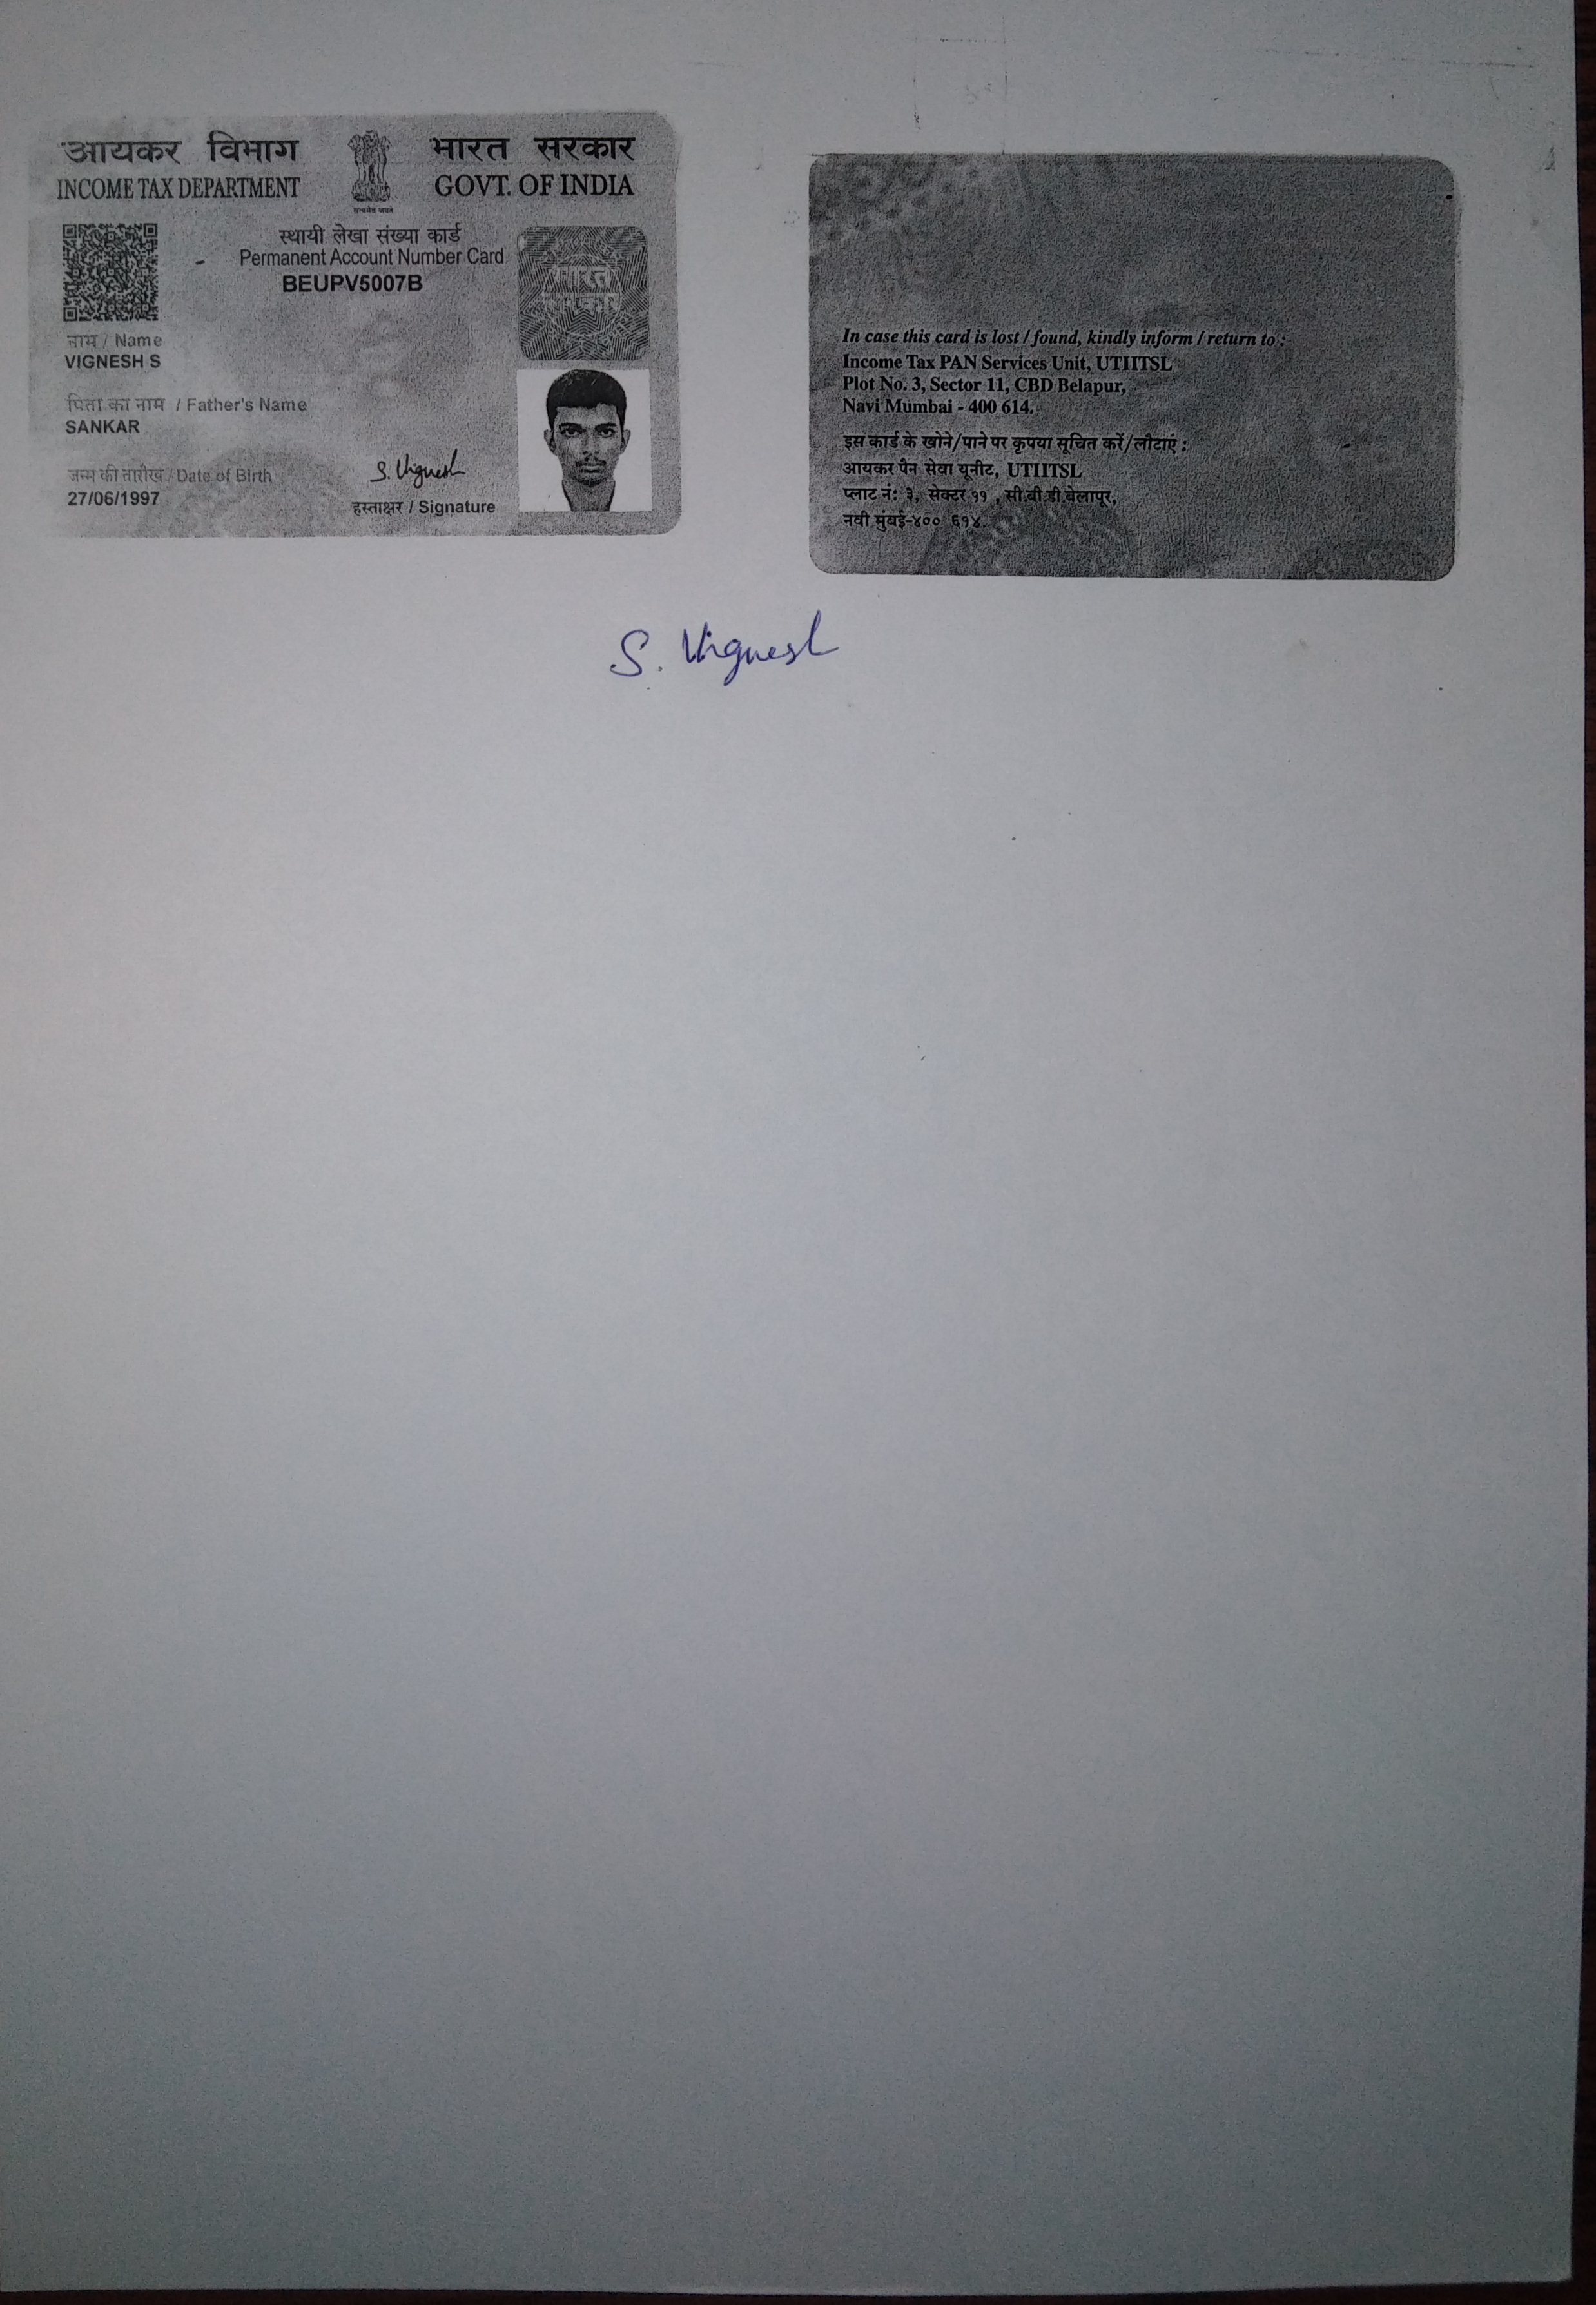 आयकर विभाग
INCOME TAX DEPARTMENT
सत्यमेव जयते
भारत सरकार
GOVT. OF INDIA
स्थायी लेखा संख्या कार्ड
Permanent Account Number Card
BEUPV5007B
भारत
सरकार
नाम / Name
VIGNESH S
पिता का नाम / Father's Name
SANKAR
जन्म की तारीख / Date of Birth
27/06/1997
S. Vignesh
हस्ताक्षर / Signature
In case this card is lost / found, kindly inform / return to :
Income Tax PAN Services Unit, UTIITSL
Plot No. 3, Sector 11, CBD Belapur,
Navi Mumbai - 400 614.
इस कार्ड के खोने/पाने पर कृपया सूचित करें/लौटाएं :
आयकर पैन सेवा यूनीट, UTIITSL
प्लाट नं: ३, सेक्टर ११ , सी.बी.डी.बेलापूर,
नवी मुंबई-४०० ६१४.
S. Vignesh